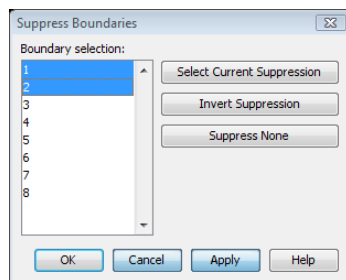 Suppress Boundaries
Boundary selection:
1
2
3
4
5
6
7
8
Select Current Suppression
Invert Suppression
Suppress None
OK
Cancel
Apply
Help